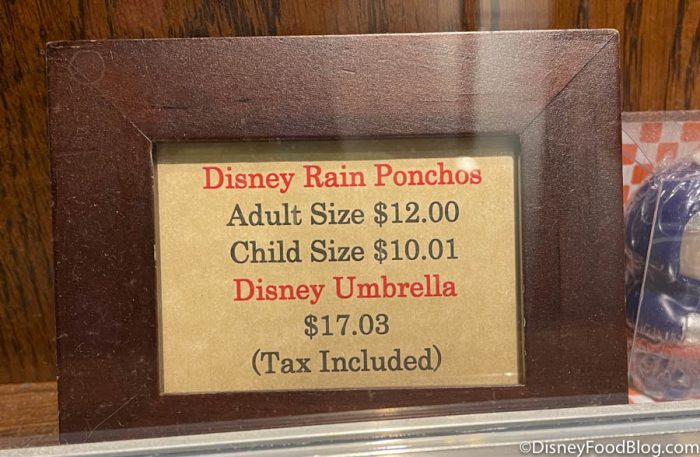 Disney Rain Ponchos
Adult Size $12.00
Child Size $10.01
Disney Umbrella
$17.03
(Tax Included)
©DisneyFoodBlog.com